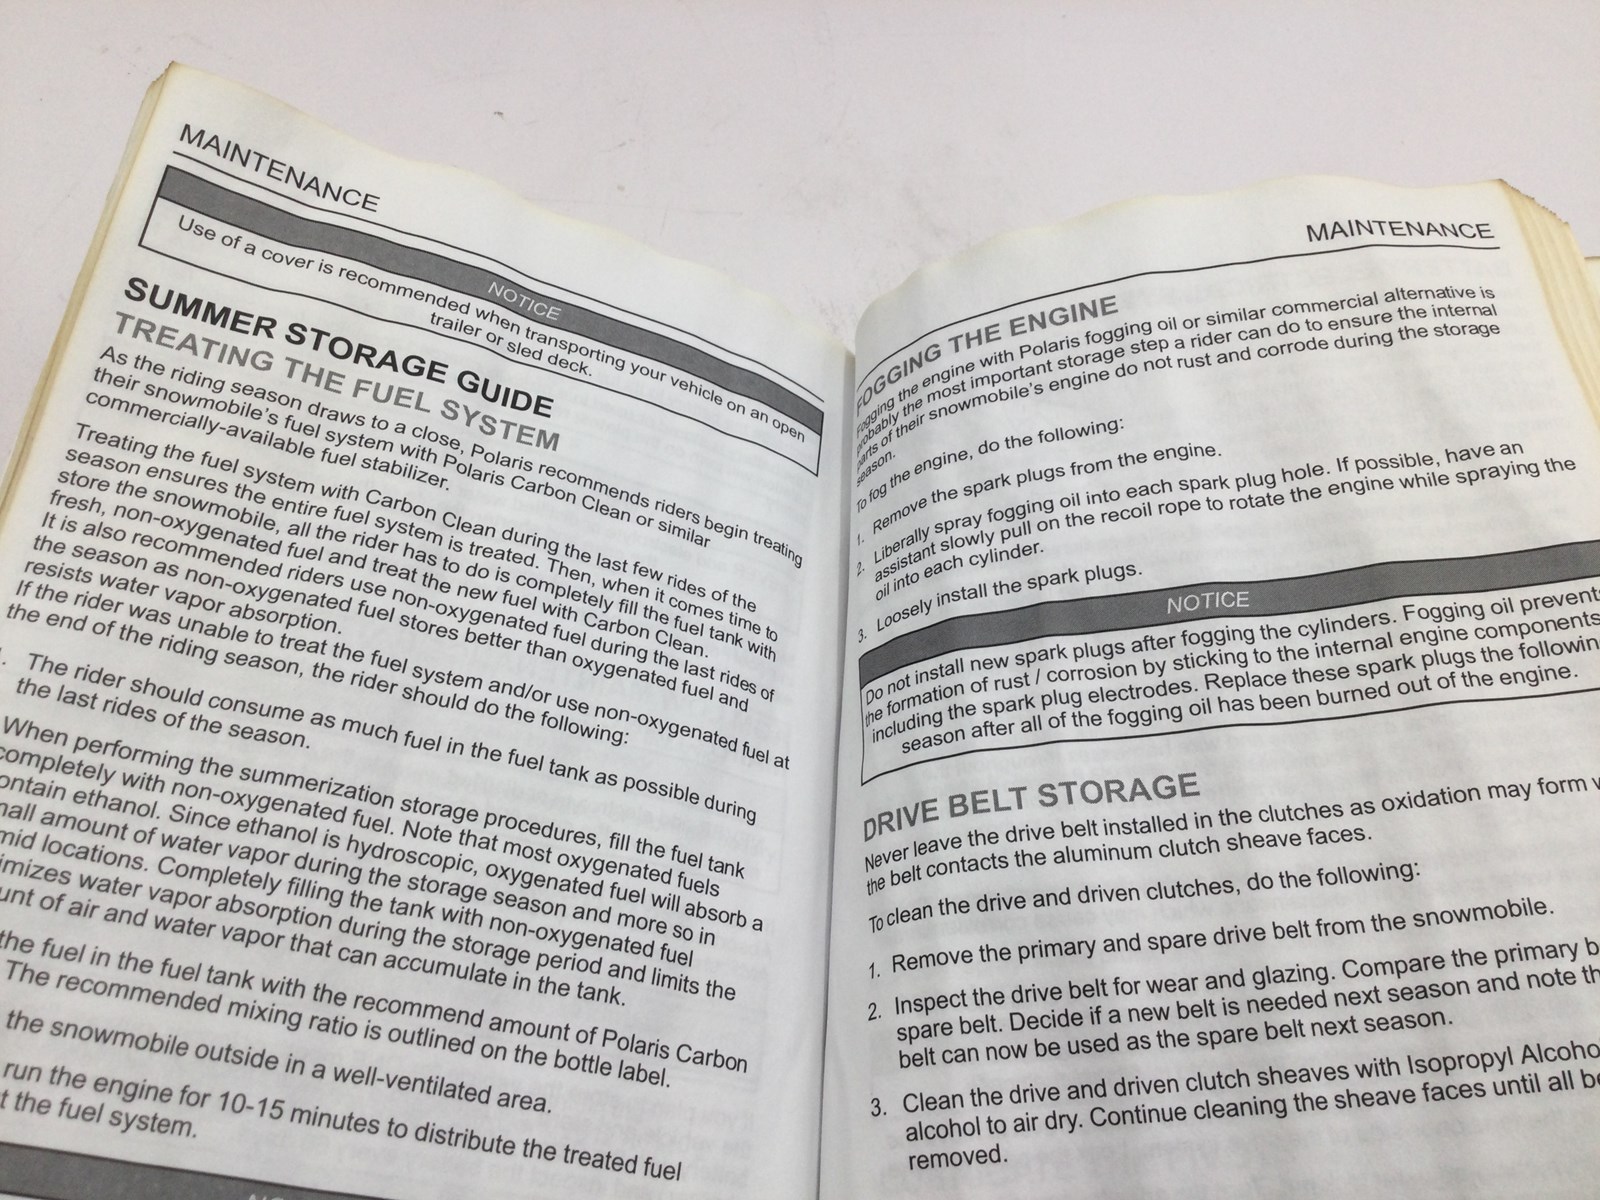 MAINTENANCE
NOTICE
Use of a cover is recommended when transporting your vehicle on an open
trailer or sled deck.
SUMMER STORAGE GUIDE
TREATING THE FUEL SYSTEM
As the riding season draws to a close, Polaris recommends riders begin treating
their snowmobile's fuel system with Polaris Carbon Clean or similar
commercially-available fuel stabilizer.
Treating the fuel system with Carbon Clean during the last few rides of the
season ensures the entire fuel system is treated. Then, when it comes time to
store the snowmobile, all the rider has to do is completely fill the fuel tank with
fresh, non-oxygenated fuel and treat the new fuel with Carbon Clean.
It is also recommended riders use non-oxygenated fuel during the last rides of
the season as non-oxygenated fuel stores better than oxygenated fuel and
resists water vapor absorption.
If the rider was unable to treat the fuel system and/or use non-oxygenated fuel at
the end of the riding season, the rider should do the following:
The rider should consume as much fuel in the fuel tank as possible during
the last rides of the season.
When performing the summerization storage procedures, fill the fuel tank
completely with non-oxygenated fuel. Note that most oxygenated fuels
ontain ethanol. Since ethanol is hydroscopic, oxygenated fuel will absorb a
mall amount of water vapor during the storage season and more so in
mid locations. Completely filling the tank with non-oxygenated fuel
imizes water vapor absorption during the storage period and limits the
unt of air and water vapor that can accumulate in the tank.
the fuel in the fuel tank with the recommend amount of Polaris Carbon
The recommended mixing ratio is outlined on the bottle label.
the snowmobile outside in a well-ventilated area.
run the engine for 10-15 minutes to distribute the treated fuel
t the fuel system.
MAINTENANCE
FOGGING THE ENGINE
Fogging the engine with Polaris fogging oil or similar commercial alternative is
probably the most important storage step a rider can do to ensure the internal
parts of their snowmobile's engine do not rust and corrode during the storage
season.
To fog the engine, do the following:
1. Remove the spark plugs from the engine.
2. Liberally spray fogging oil into each spark plug hole. If possible, have an
assistant slowly pull on the recoil rope to rotate the engine while spraying the
oil into each cylinder.
3. Loosely install the spark plugs.
NOTICE
Do not install new spark plugs after fogging the cylinders. Fogging oil prevents
the formation of rust / corrosion by sticking to the internal engine components
including the spark plug electrodes. Replace these spark plugs the followin
season after all of the fogging oil has been burned out of the engine.
DRIVE BELT STORAGE
Never leave the drive belt installed in the clutches as oxidation may form w
the belt contacts the aluminum clutch sheave faces.
To clean the drive and driven clutches, do the following:
1. Remove the primary and spare drive belt from the snowmobile.
2. Inspect the drive belt for wear and glazing. Compare the primary b
spare belt. Decide if a new belt is needed next season and note th
belt can now be used as the spare belt next season.
3. Clean the drive and driven clutch sheaves with Isopropyl Alcoho
alcohol to air dry. Continue cleaning the sheave faces until all be
removed.